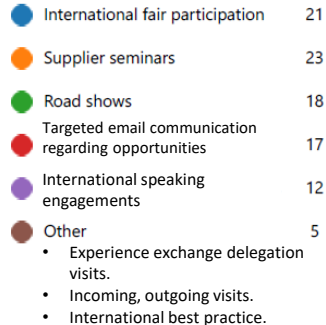 International fair participation 21
Supplier seminars 23
Road shows 18
Targeted email communication
regarding opportunities 17
International speaking
engagements 12
Other 5
• Experience exchange delegation
visits.
• Incoming, outgoing visits.
• International best practice.